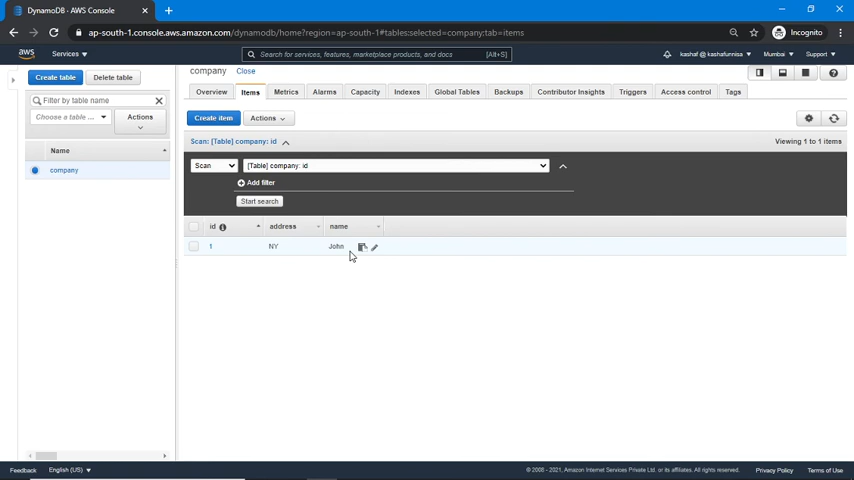 DynamoDB · AWS Console
Incognito
ap-south-1.console.aws.amazon.com/dynamodb/home?region=ap-south-1#tables:selected=company;tab=items
aws Services Search for services, features, marketplace products, and docs [Alt+S] kashaf @ kashafunnisa Mumbai Support
Create table Delete table
Filter by table name
Choose a table ... Actions
Name
company
company Close
Overview Items Metrics Alarms Capacity Indexes Global Tables Backups Contributor Insights Triggers Access control Tags
Create item Actions
Scan: [Table] company: id Viewing 1 to 1 items
Scan [Table] company: id
Add filter
Start search
id address name
1 NY John
Feedback English (US) © 2008 - 2021, Amazon Internet Services Private Ltd. or its affiliates. All rights reserved. Privacy Policy Terms of Use